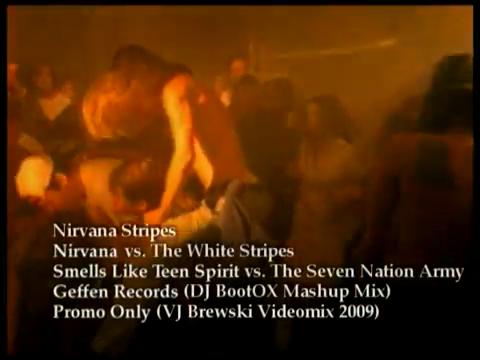 Nirvana Stripes
Nirvana vs. The White Stripes
Smells Like Teen Spirit vs. The Seven Nation Army
Geffen Records (DJ BootOX Mashup Mix)
Promo Only (VJ Brewski Videomix 2009)